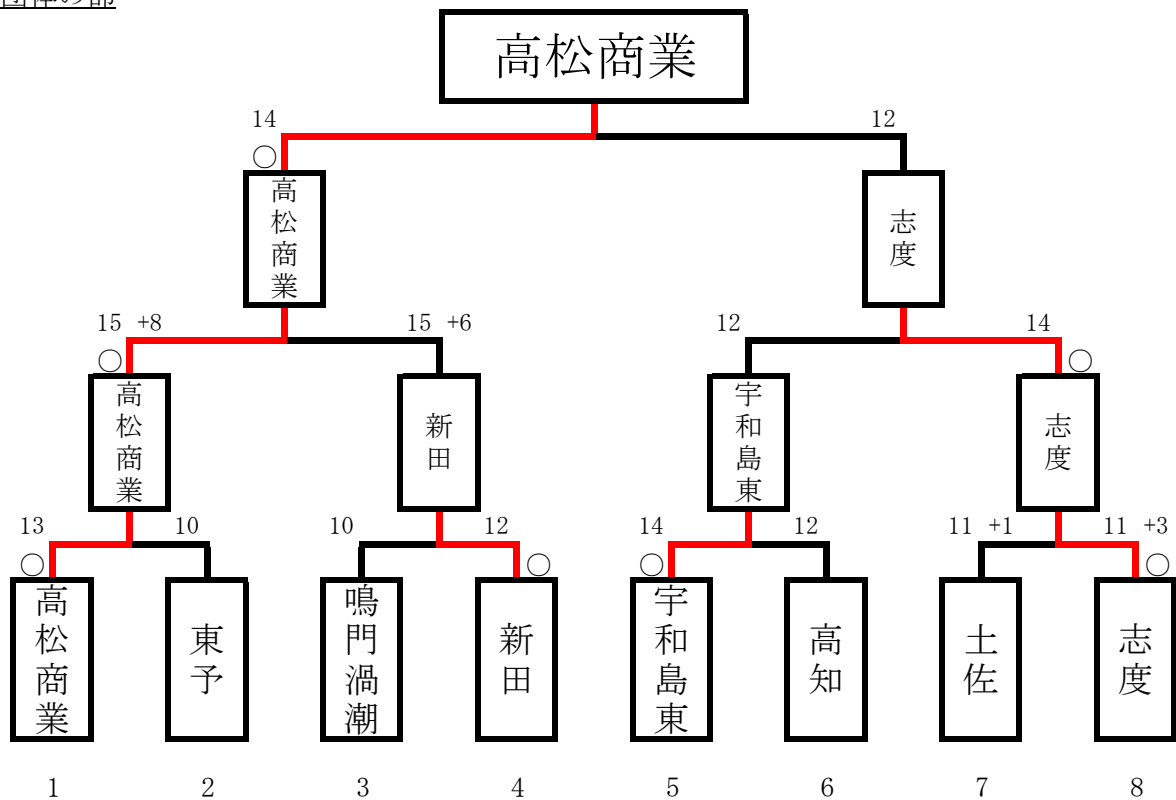 高松商業
14 12
○
高松商業 志度
15 +8 15 +6 12 14
○ ○
高松商業 新田 宇和島東 志度
13 10 10 12 14 12 11 +1 11 +3
○ ○ ○ ○
高松商業 東予 鳴門渦潮 新田 宇和島東 高知 土佐 志度
1 2 3 4 5 6 7 8